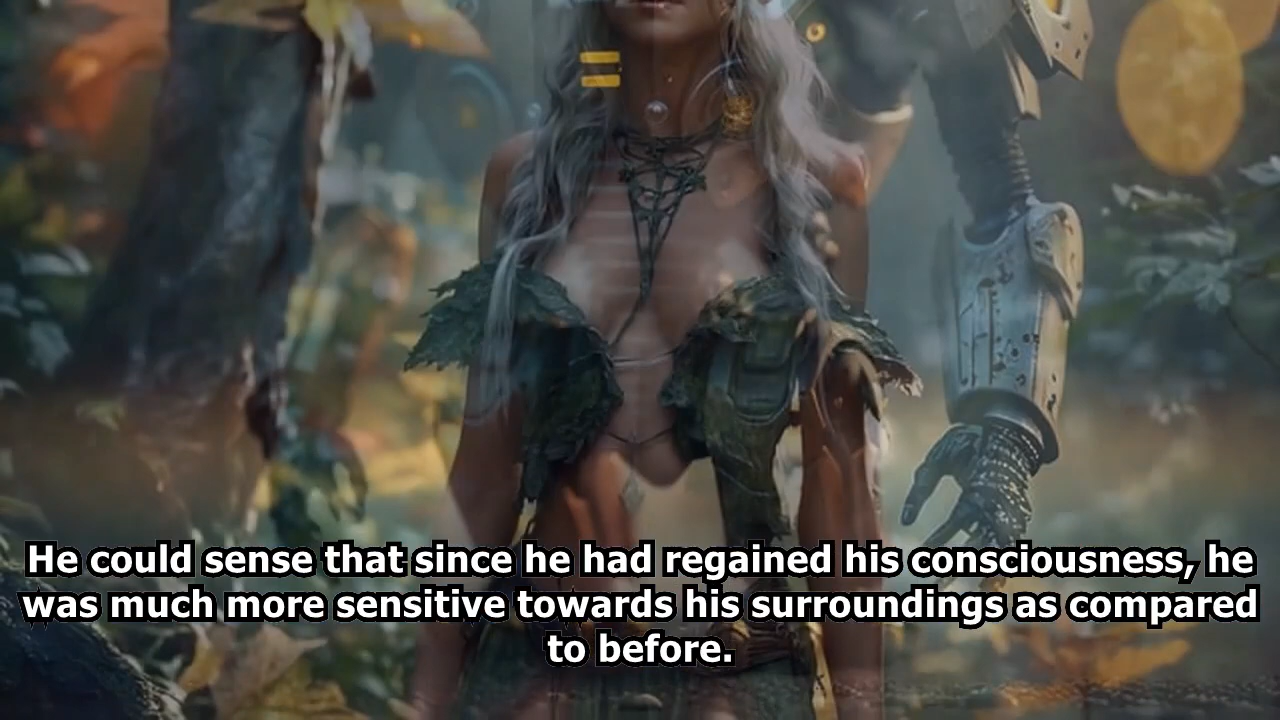 He could sense that since he had regained his consciousness, he
was much more sensitive towards his surroundings as compared
to before.